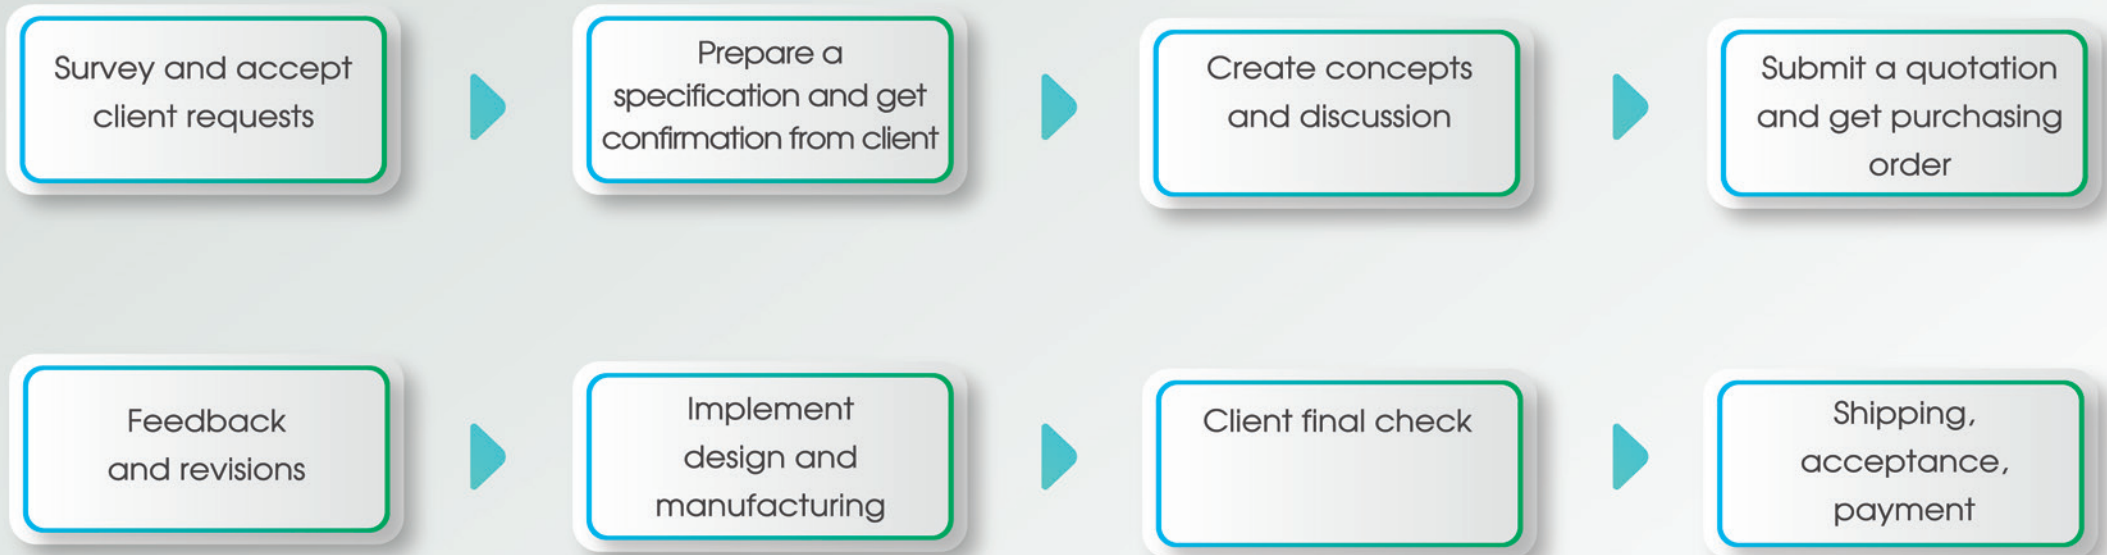 Survey and accept
client requests
Prepare a
specification and get
confirmation from client
Create concepts
and discussion
Submit a quotation
and get purchasing
order
Feedback
and revisions
Implement
design and
manufacturing
Client final check
Shipping,
acceptance,
payment